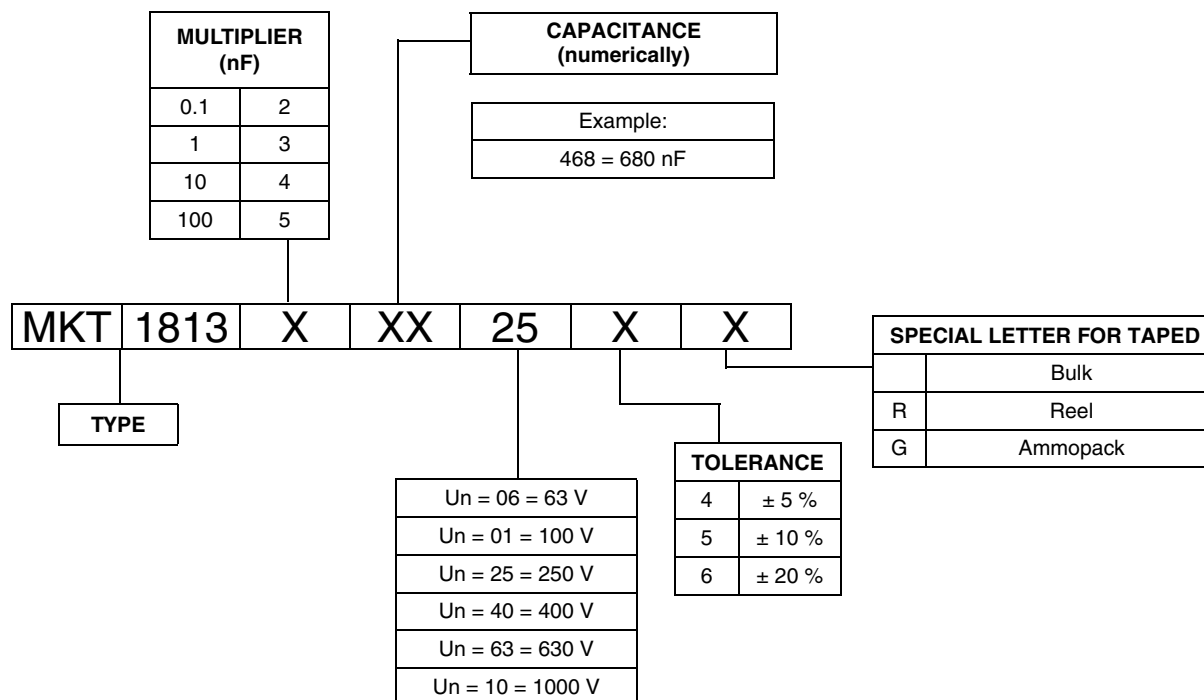 MULTIPLIER
(nF)
0.1 2
1 3
10 4
100 5
CAPACITANCE
(numerically)
Example:
468 = 680 nF
MKT 1813 X XX 25 X X
TYPE
Un = 06 = 63 V
Un = 01 = 100 V
Un = 25 = 250 V
Un = 40 = 400 V
Un = 63 = 630 V
Un = 10 = 1000 V
TOLERANCE
4 ± 5 %
5 ± 10 %
6 ± 20 %
SPECIAL LETTER FOR TAPED
Bulk
R Reel
G Ammopack